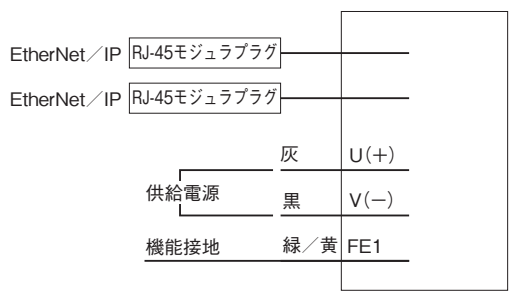 EtherNet／IP RJ-45モジュラプラグ
EtherNet／IP RJ-45モジュラプラグ
灰 U(＋)
供給電源
黒 V(－)
機能接地 緑／黄 FE1